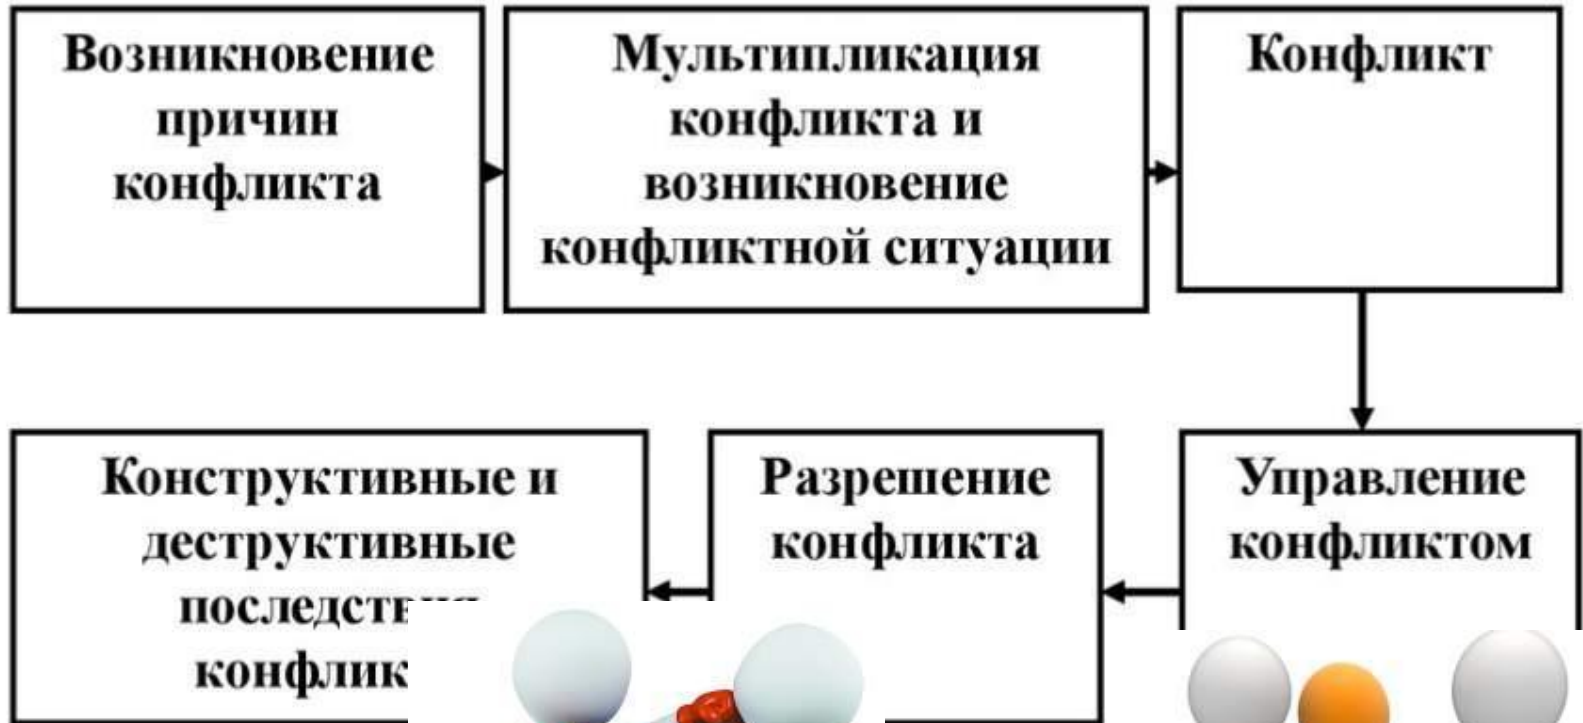 Возникновение
причин
конфликта
Мультипликация
конфликта и
возникновение
конфликтной ситуации
Конфликт
Управление
конфликтом
Разрешение
конфликта
Конструктивные и
деструктивные